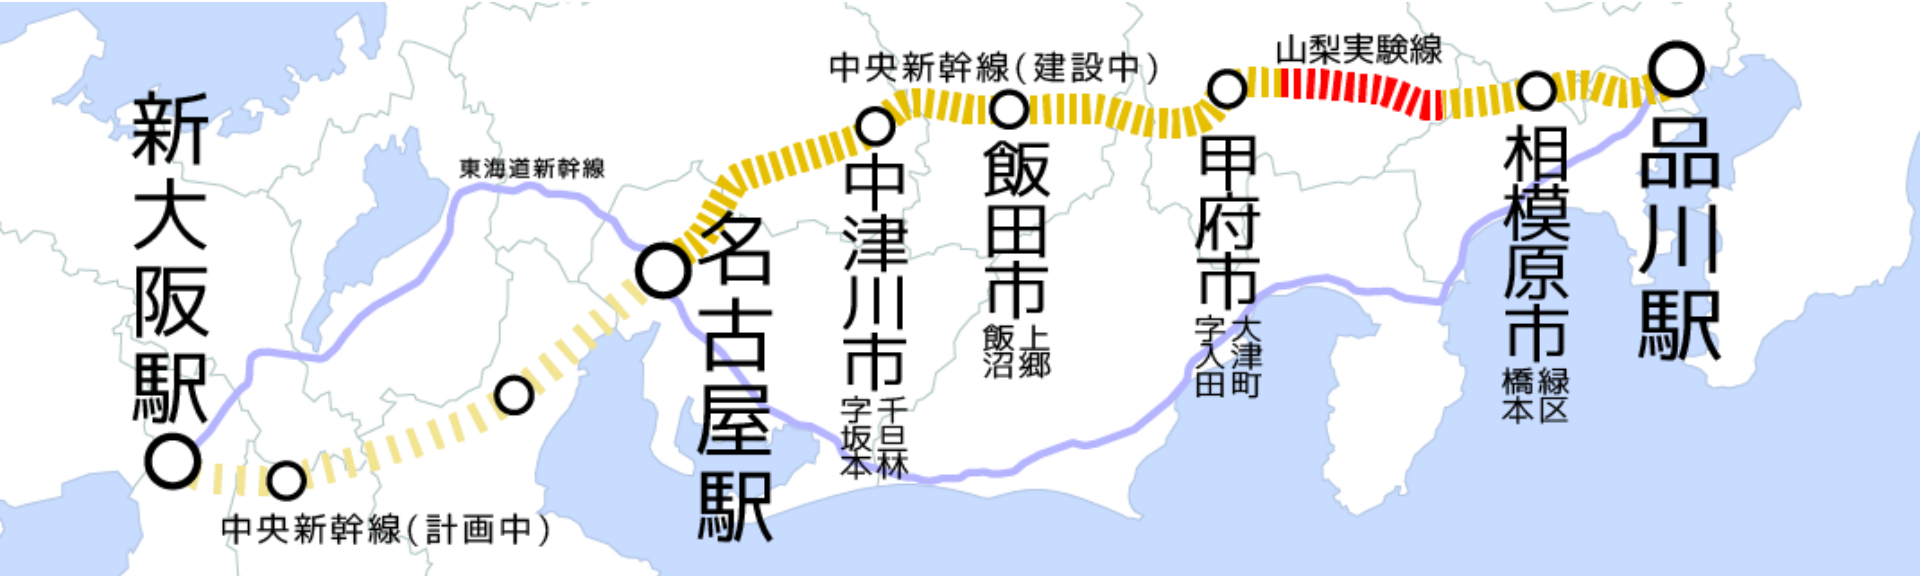 新大阪駅
中央新幹線(計画中)
東海道新幹線
名古屋駅
中央新幹線(建設中)
中津川市
千旦林
字坂本
飯田市
上郷
飯沼
甲府市
大津町
字入田
山梨実験線
相模原市
緑区
橋本
品川駅